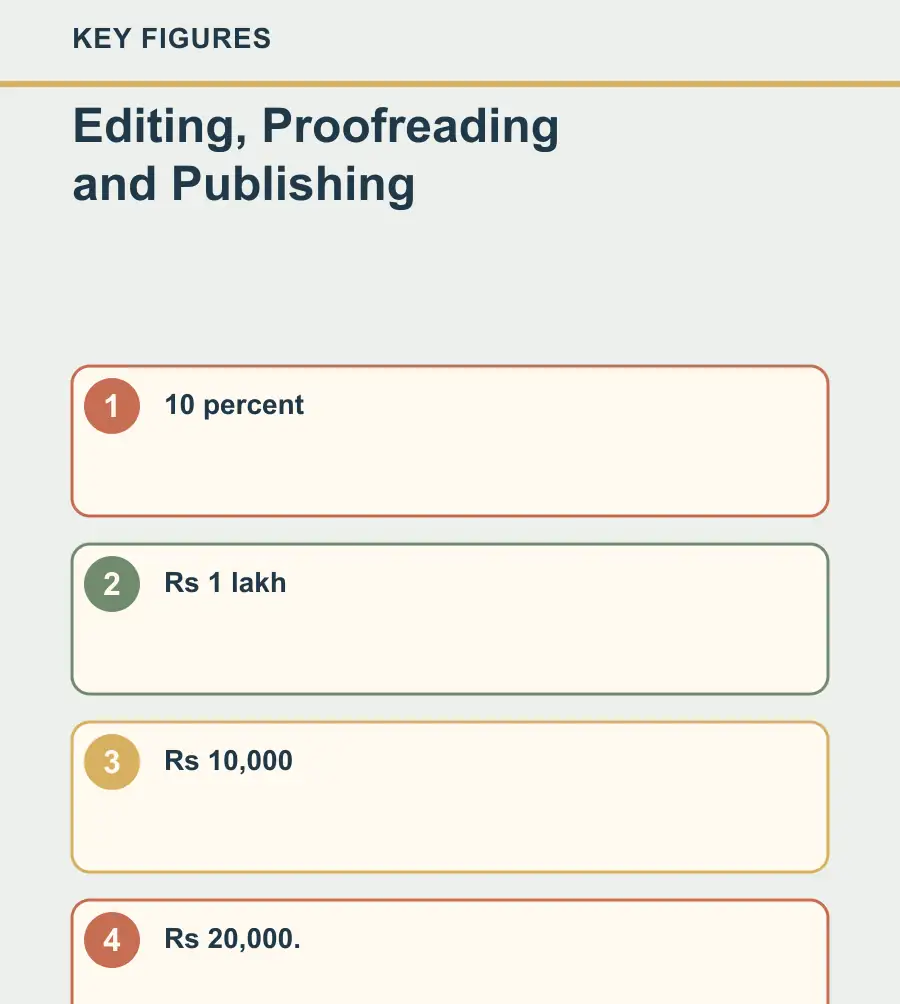 KEY FIGURES
Editing, Proofreading
and Publishing
1 10 percent
2 Rs 1 lakh
3 Rs 10,000
4 Rs 20,000.